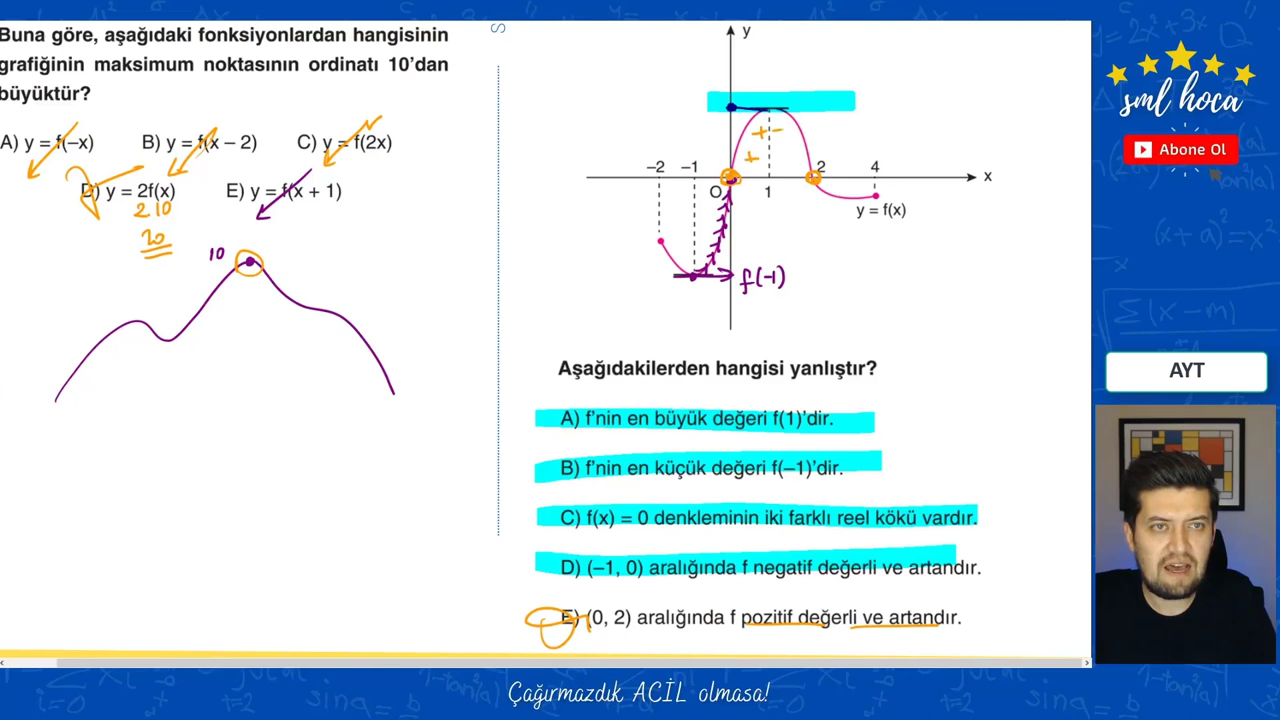 Buna göre, aşağıdaki fonksiyonlardan hangisinin
grafiğinin maksimum noktasının ordinatı 10'dan
büyüktür?
A) y = f(–x)
B) y = f(x – 2)
C) y = f(2x)
D) y = 2f(x)
E) y = f(x + 1)
2 10
20
10
y
–2
–1
O
1
2
4
x
y = f(x)
f(-1)
Aşağıdakilerden hangisi yanlıştır?
A) f'nin en büyük değeri f(1)'dir.
B) f'nin en küçük değeri f(–1)'dir.
C) f(x) = 0 denkleminin iki farklı reel kökü vardır.
D) (–1, 0) aralığında f negatif değerli ve artandır.
E) (0, 2) aralığında f pozitif değerli ve artandır.
sml hoca
Abone Ol
AYT
Çağırmazdık ACİL olmasa!